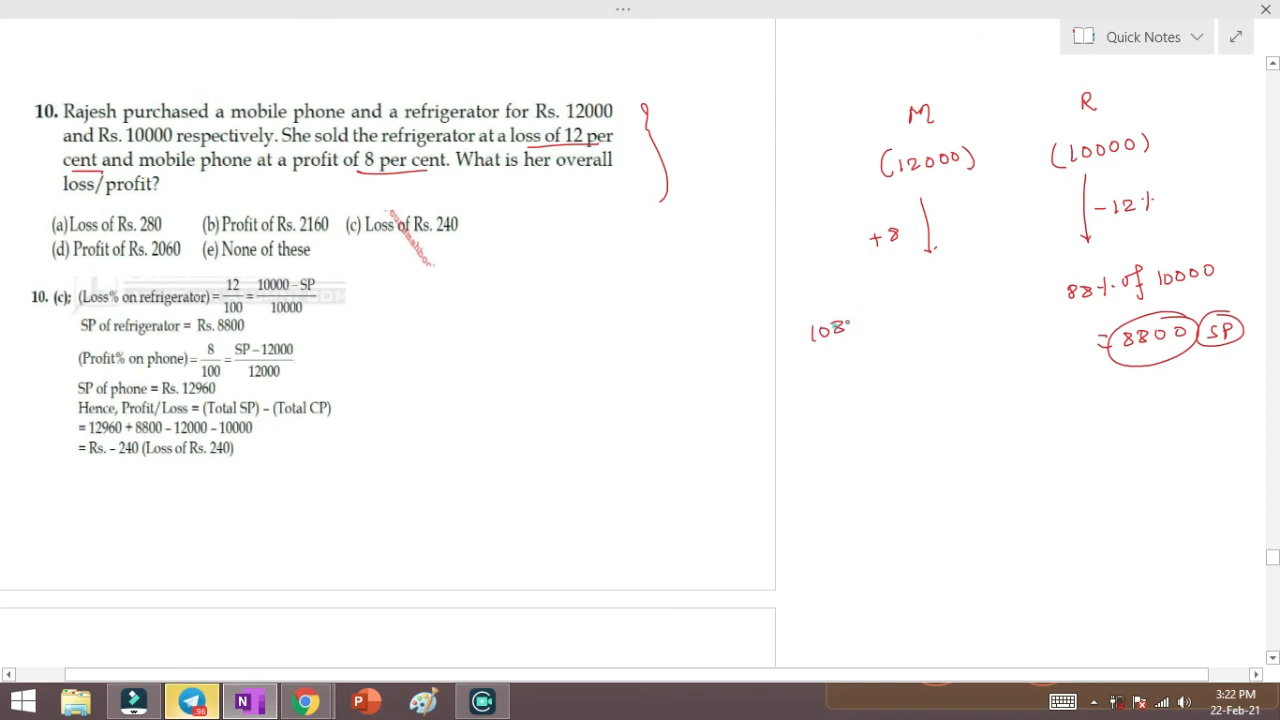 Quick Notes
10. Rajesh purchased a mobile phone and a refrigerator for Rs. 12000
and Rs. 10000 respectively. She sold the refrigerator at a loss of 12 per
cent and mobile phone at a profit of 8 per cent. What is her overall
loss/profit?
(a)Loss of Rs. 280 (b) Profit of Rs. 2160 (c) Loss of Rs. 240
(d) Profit of Rs. 2060 (e) None of these
10. (c); (Loss% on refrigerator) = 12/100 = 10000 – SP/10000
SP of refrigerator = Rs. 8800
(Profit% on phone) = 8/100 = SP – 12000/12000
SP of phone = Rs. 12960
Hence, Profit/Loss = (Total SP) – (Total CP)
= 12960 + 8800 – 12000 – 10000
= Rs. – 240 (Loss of Rs. 240)
M
R
(12000)
(10000)
+8
-12%
88% of 10000
= 8800 SP
108
3:22 PM
22-Feb-21